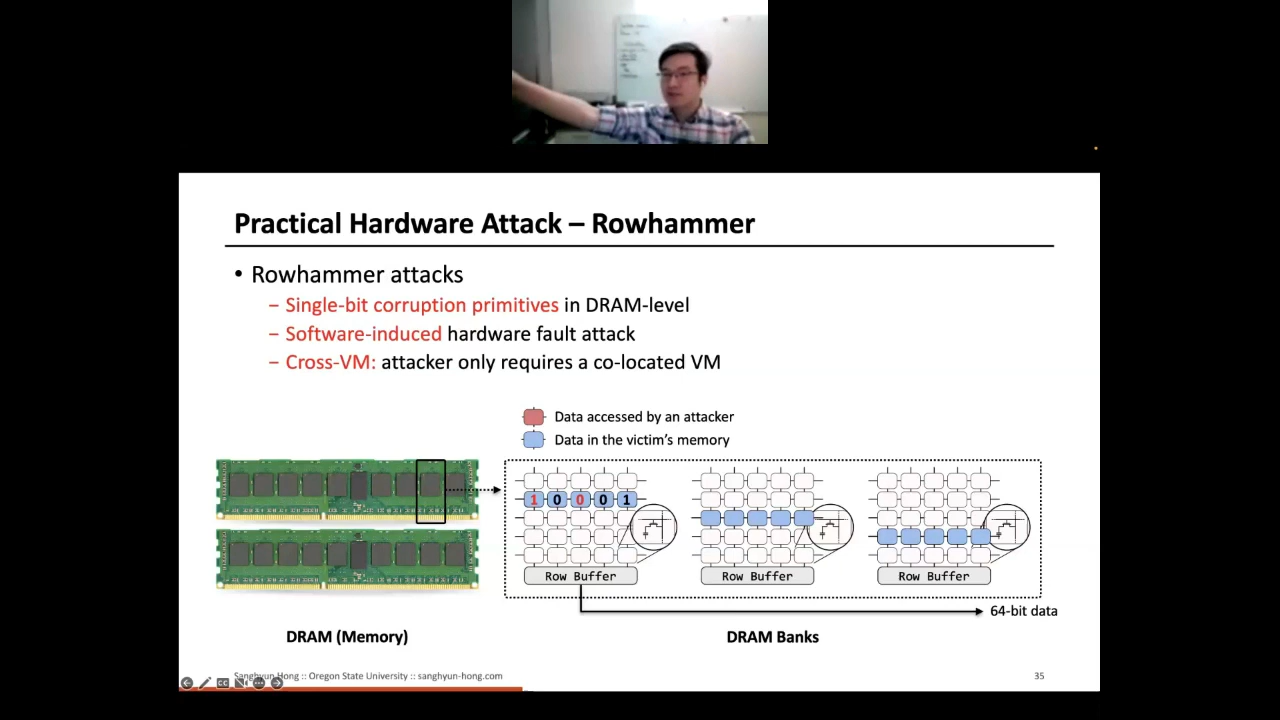 Practical Hardware Attack – Rowhammer
• Rowhammer attacks
– Single-bit corruption primitives in DRAM-level
– Software-induced hardware fault attack
– Cross-VM: attacker only requires a co-located VM
Data accessed by an attacker
Data in the victim's memory
1 0 0 0 1
Row Buffer Row Buffer Row Buffer
64-bit data
DRAM (Memory) DRAM Banks
Sanghyun Hong :: Oregon State University :: sanghyun-hong.com 35